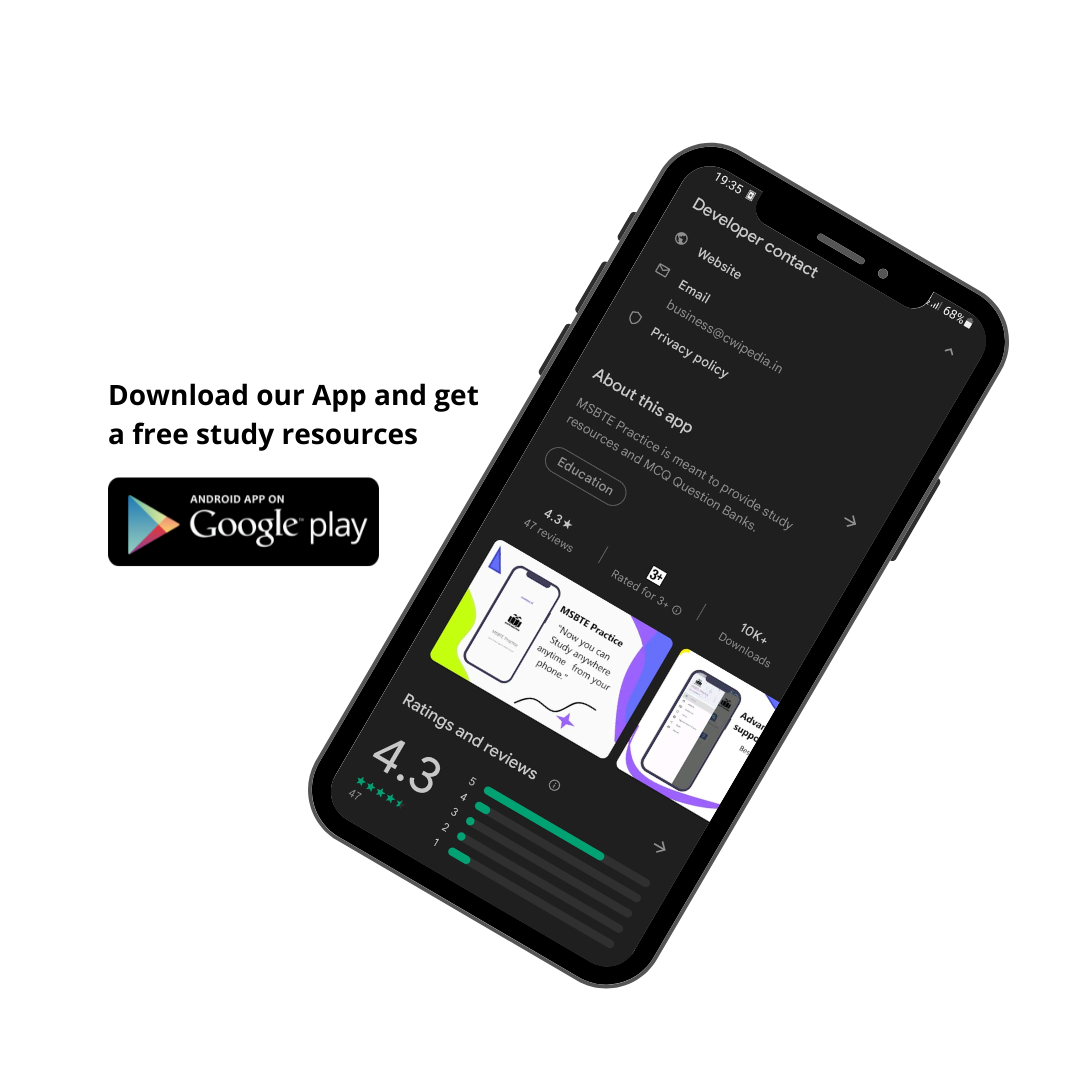 Download our App and get
a free study resources
ANDROID APP ON
Google play
19:35
68%
Developer contact
Website
Email
business@cwipedia.in
Privacy policy
About this app
MSBTE Practice is meant to provide study
resources and MCQ Question Banks.
Education
4.3★
47 reviews
3+
Rated for 3+
10K+
Downloads
MSBTE Practice
"Now you can
Study anywhere
anytime from your
phone."
MSBTE Practice
Ratings and reviews
4.3
47
5
4
3
2
1